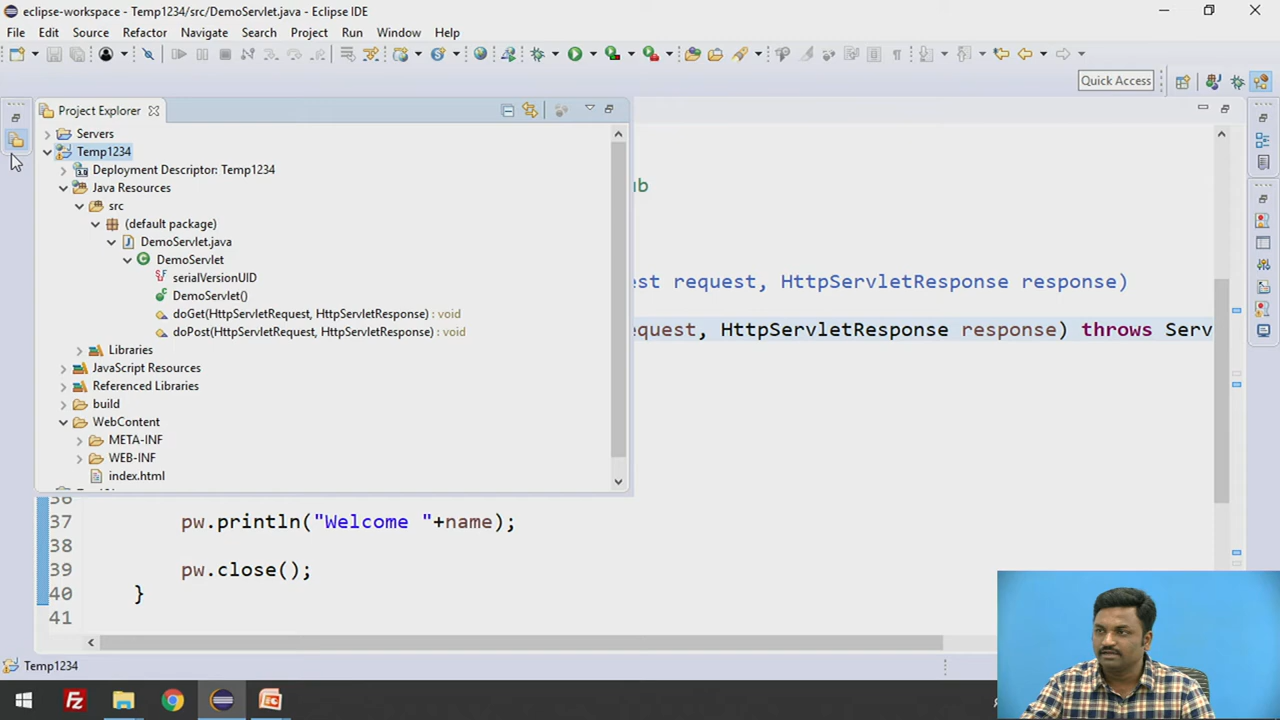 eclipse-workspace - Temp1234/src/DemoServlet.java - Eclipse IDE
File Edit Source Refactor Navigate Search Project Run Window Help
Quick Access
Project Explorer
Servers
Temp1234
Deployment Descriptor: Temp1234
Java Resources
src
(default package)
DemoServlet.java
DemoServlet
serialVersionUID
DemoServlet()
doGet(HttpServletRequest, HttpServletResponse) : void
doPost(HttpServletRequest, HttpServletResponse) : void
Libraries
JavaScript Resources
Referenced Libraries
build
WebContent
META-INF
WEB-INF
index.html
ub
est request, HttpServletResponse response)
equest, HttpServletResponse response) throws Serv
36
37 pw.println("Welcome "+name);
38
39 pw.close();
40 }
41
Temp1234